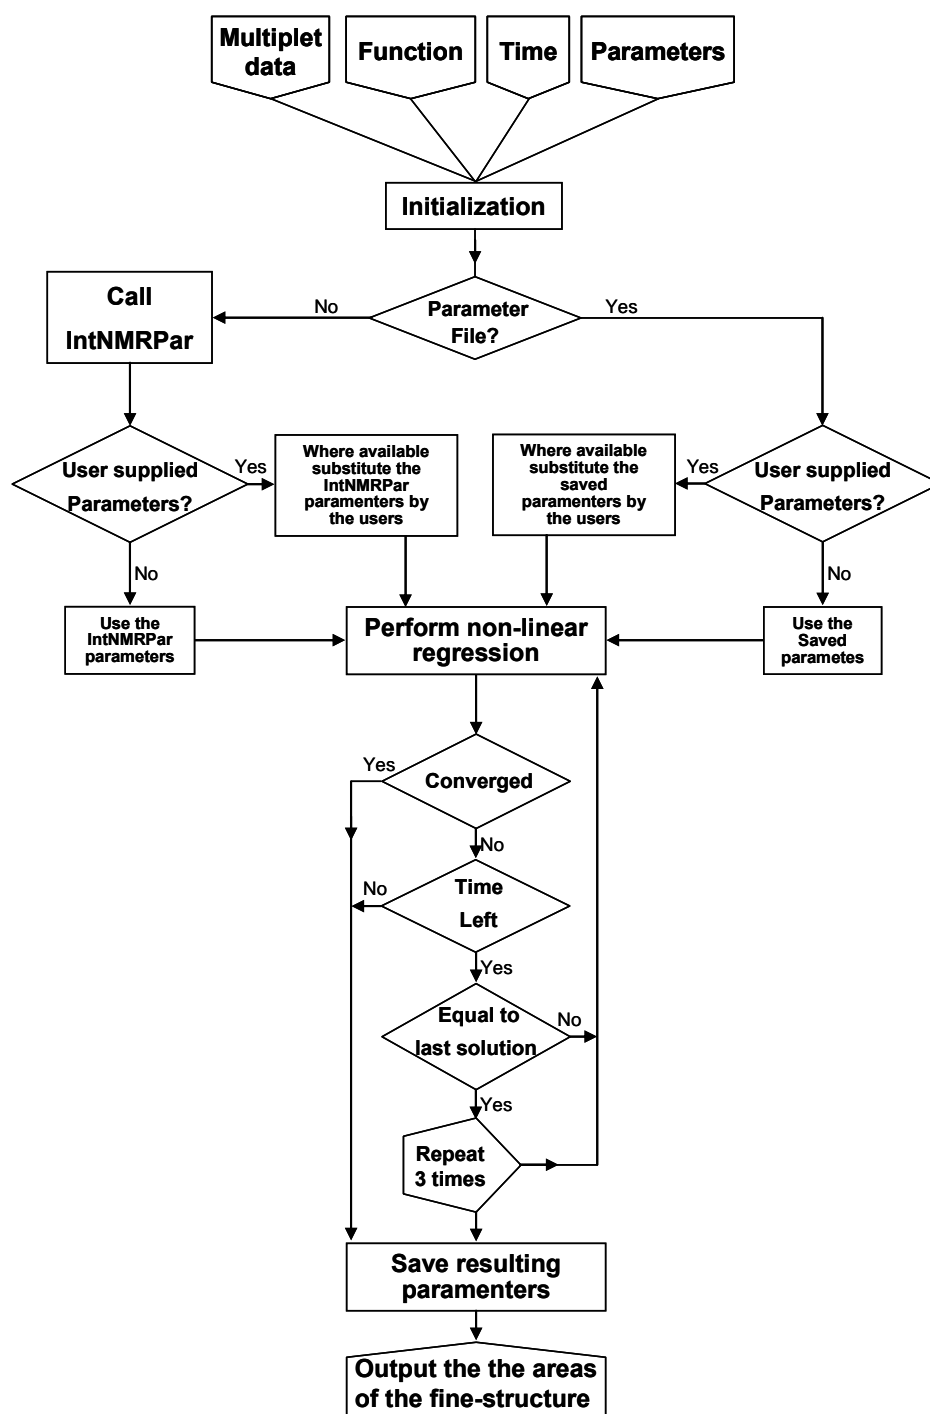 Multiplet
data
Function
Time
Parameters
Initialization
Parameter
File?
No
Yes
Call
IntNMRPar
User supplied
Parameters?
Yes
No
Where available
substitute the
IntNMRPar
paramenters by
the users
Where available
substitute the
saved
paramenters by
the users
Yes
User supplied
Parameters?
No
Use the
IntNMRPar
parameters
Perform non-linear
regression
Use the
Saved
parametes
Yes
Converged
No
No
Time
Left
Yes
Equal to
last solution
No
Yes
Repeat
3 times
Save resulting
paramenters
Output the the areas
of the fine-structure